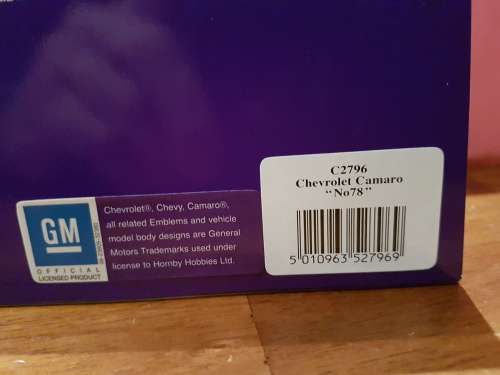 C2796
Chevrolet Camaro
"No78"
5 010963 527969
GM
OFFICIAL
LICENSED PRODUCT
Chevrolet®, Chevy, Camaro®,
all related Emblems and vehicle
model body designs are General
Motors Trademarks used under
license to Hornby Hobbies Ltd.